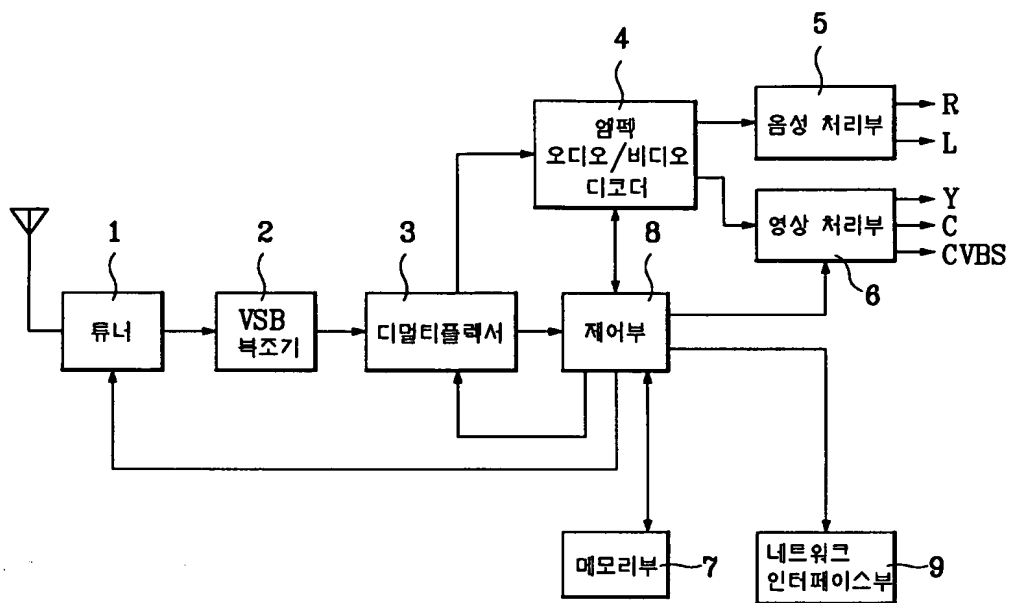 4
5
엠펙
오디오/비디오
디코더
음성 처리부
R
L
영상 처리부
Y
C
CVBS
6
1
2
3
8
튜너
VSB
복조기
디멀티플렉서
제어부
메모리부
7
네트워크
인터페이스부
9